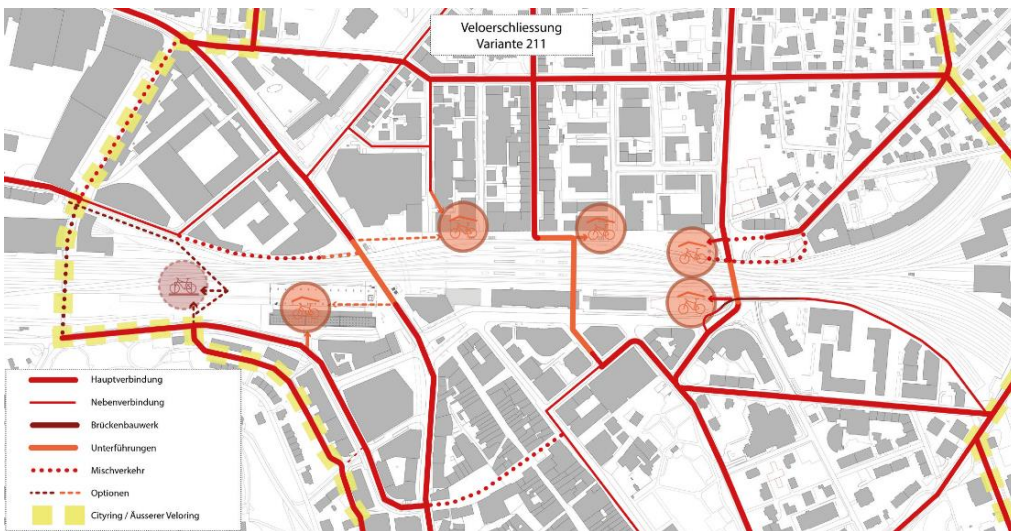 Veloerschliessung
Variante 211
Hauptverbindung
Nebenverbindung
Brückenbauwerk
Unterführungen
Mischverkehr
Optionen
Cityring / Äusserer Veloring